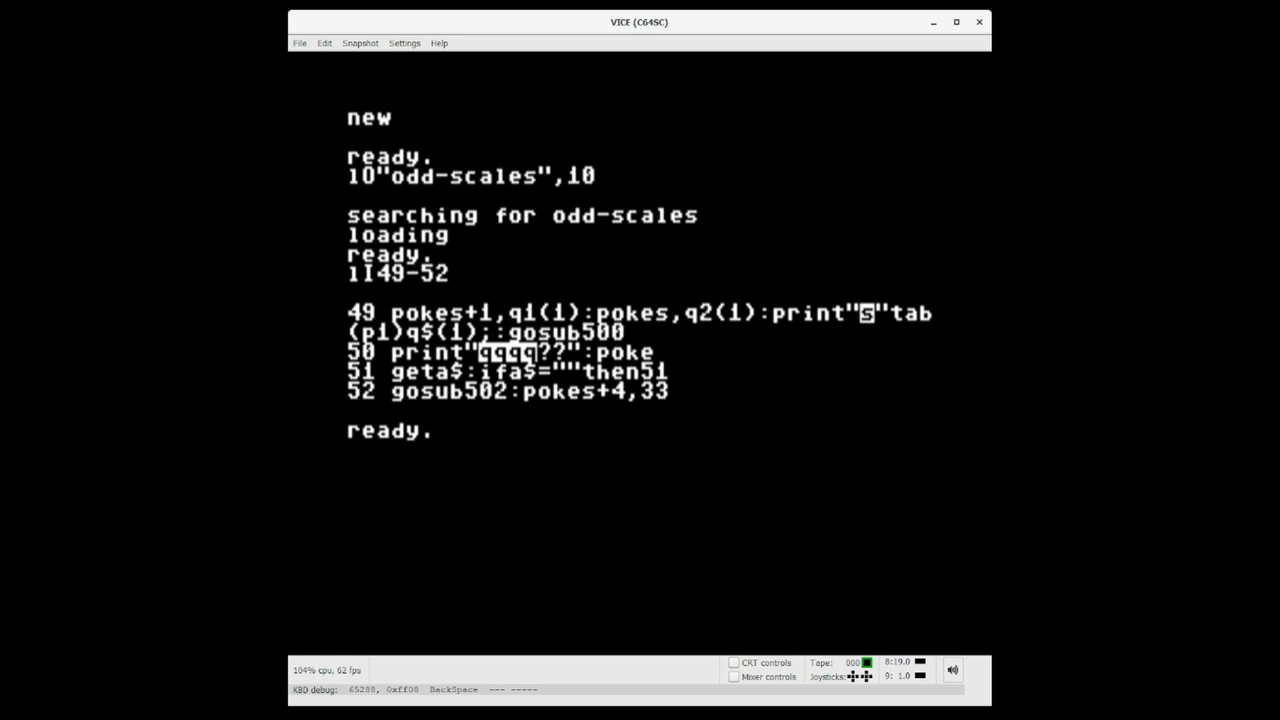 VICE (C64SC)
File Edit Snapshot Settings Help
new
ready.
lO"odd-scales",10
searching for odd-scales
loading
ready.
lI49-52
49 pokes+1,q1(i):pokes,q2(i):print"s"tab
(p1)q$(i);:gosub500
50 print"qqqq??":poke
51 geta$:ifa$=""then51
52 gosub502:pokes+4,33
ready.
104% cpu, 62 fps
CRT controls Tape: 000 8:19.0
Mixer controls Joysticks: 9: 1.0
KBD debug: 65288, 0xff08 BackSpace --- -----